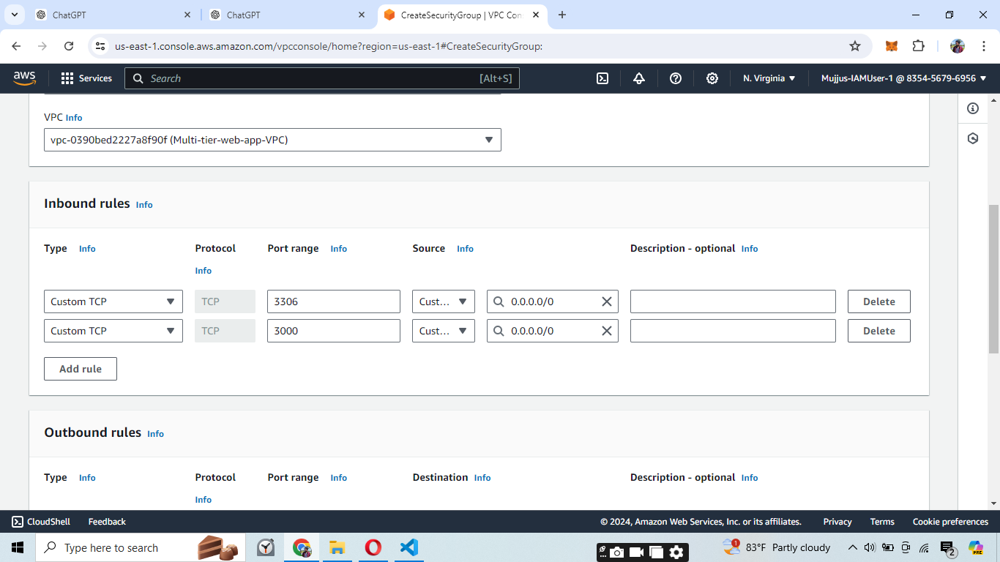 ChatGPT
ChatGPT
CreateSecurityGroup | VPC Con
us-east-1.console.aws.amazon.com/vpcconsole/home?region=us-east-1#CreateSecurityGroup:
aws
Services
Search
[Alt+S]
N. Virginia
Mujjus-IAMUser-1 @ 8354-5679-6956
VPC Info
vpc-0390bed2227a8f90f (Multi-tier-web-app-VPC)
Inbound rules Info
Type Info Protocol Port range Info Source Info Description - optional Info
Info
Custom TCP TCP 3306 Cust... 0.0.0.0/0 Delete
Custom TCP TCP 3000 Cust... 0.0.0.0/0 Delete
Add rule
Outbound rules Info
Type Info Protocol Port range Info Destination Info Description - optional Info
Info
CloudShell Feedback © 2024, Amazon Web Services, Inc. or its affiliates. Privacy Terms Cookie preferences
Type here to search
1
83°F Partly cloudy
2
PRE